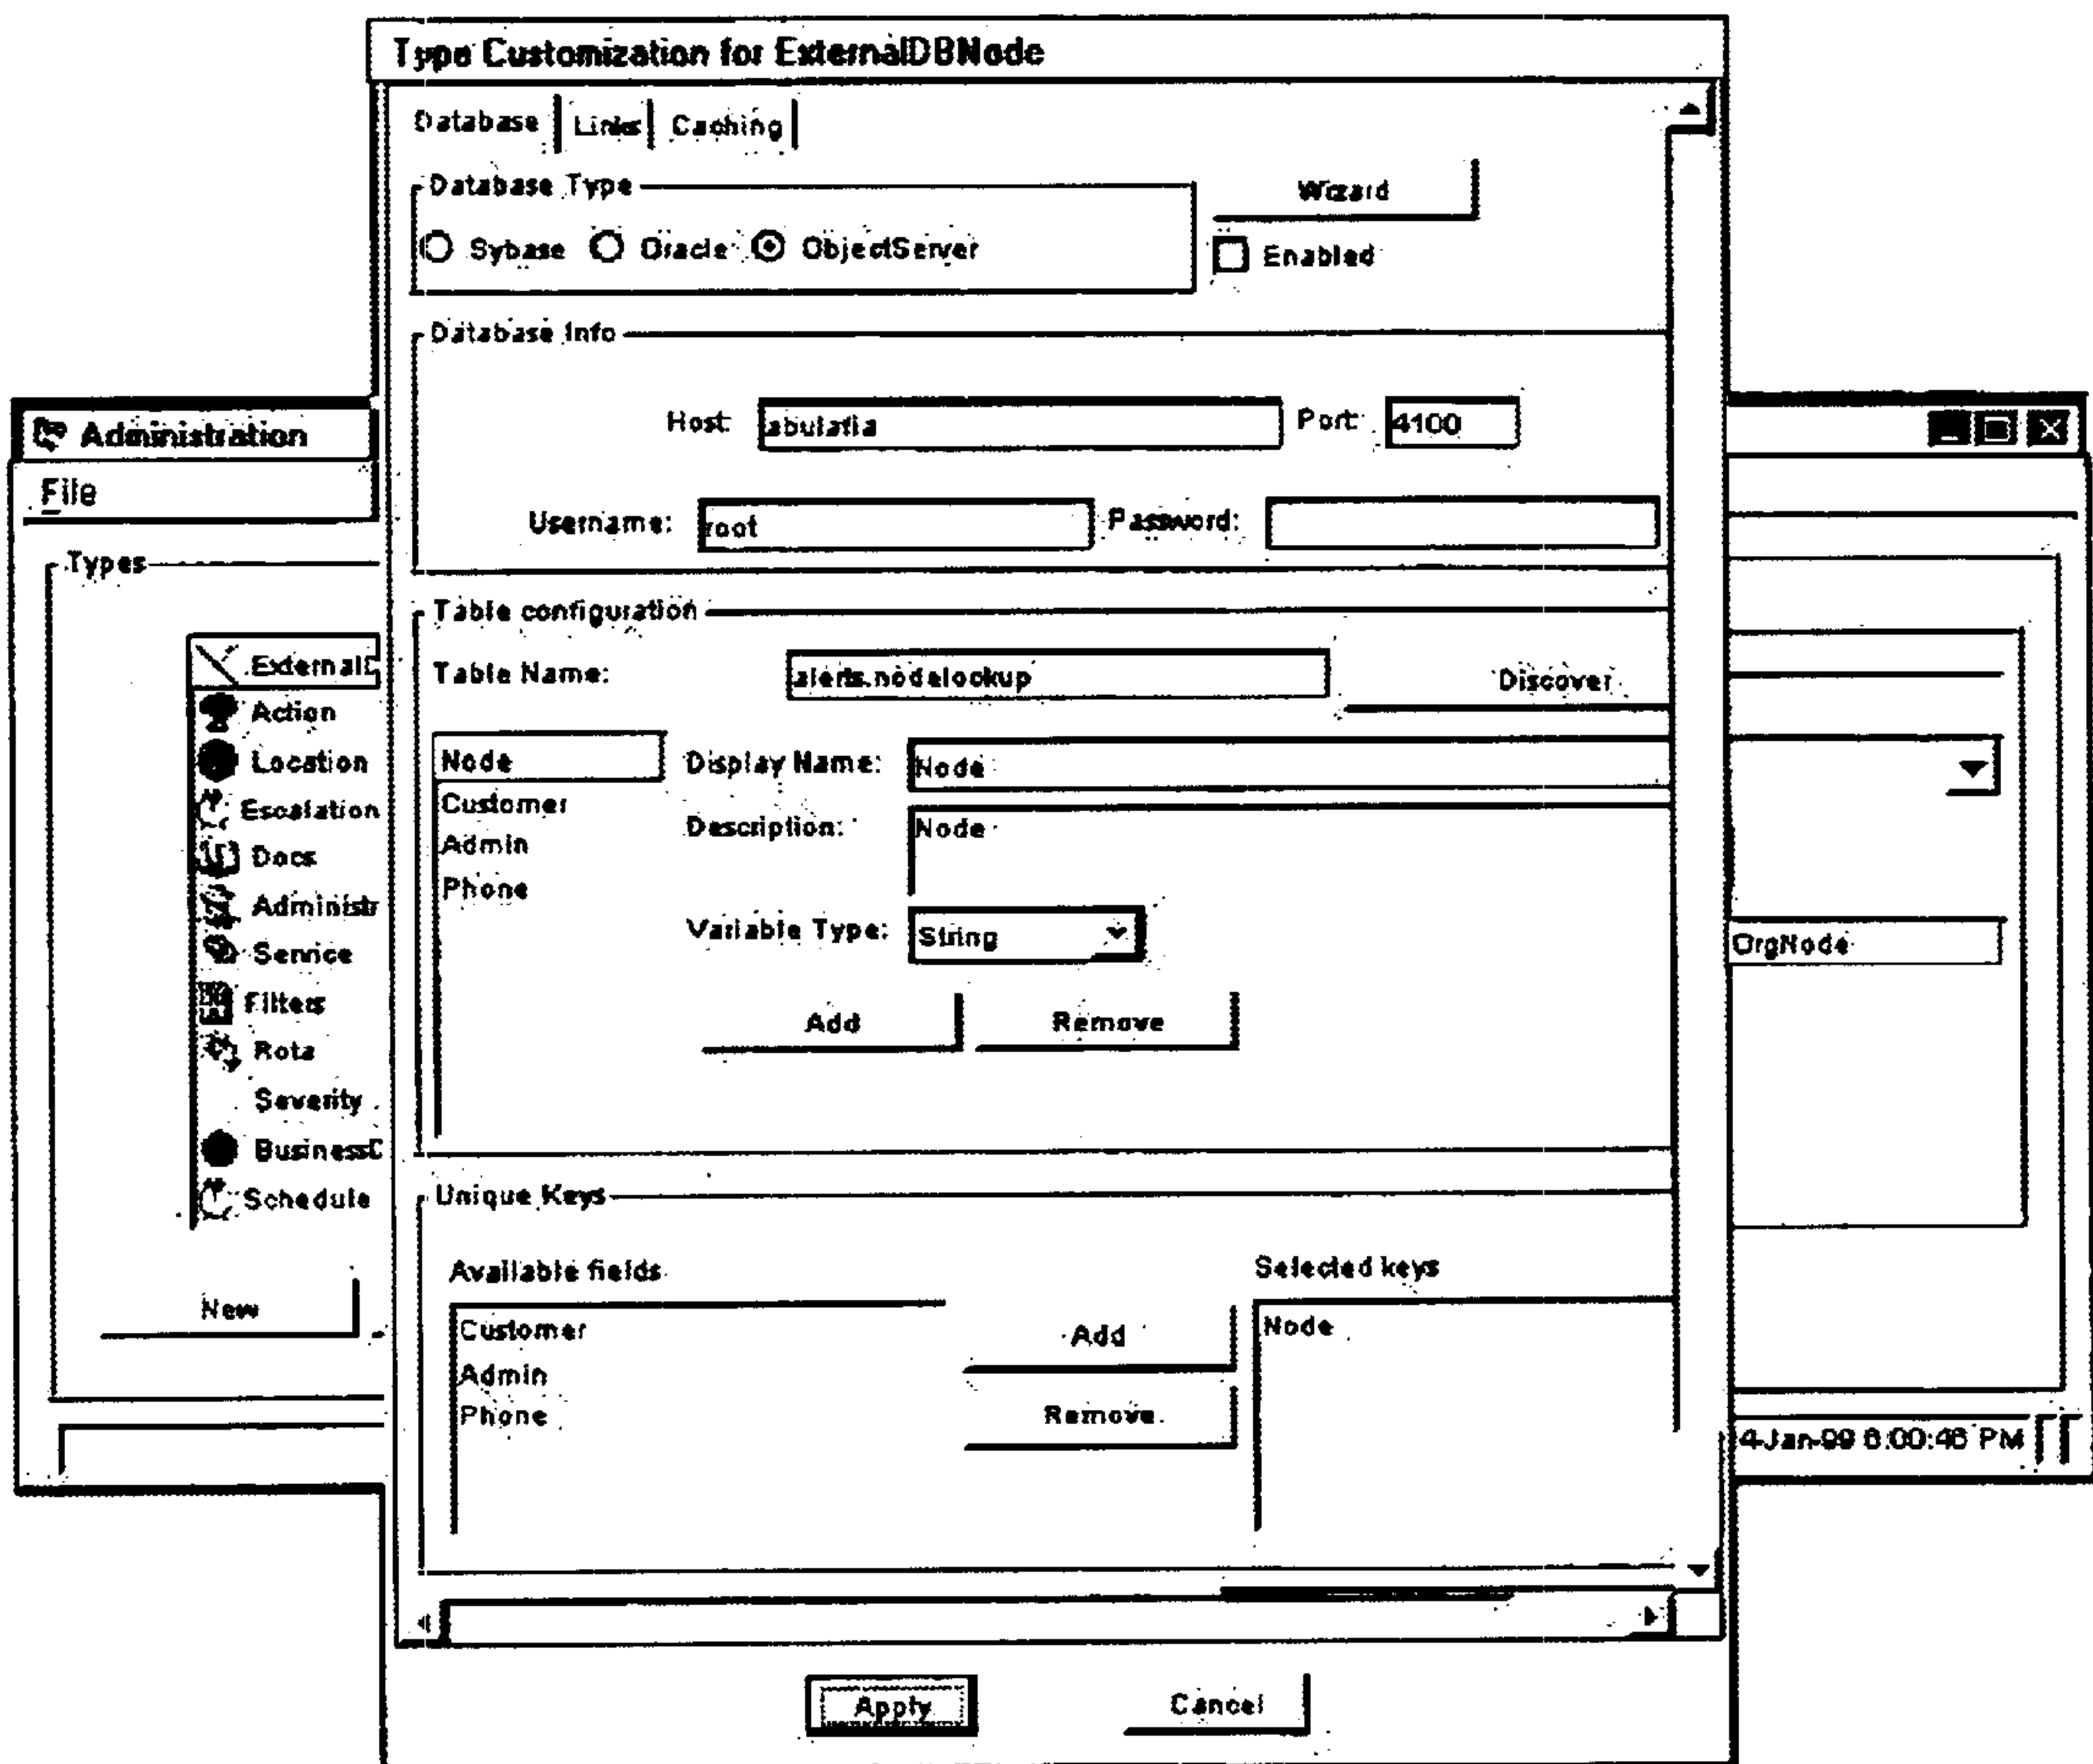 Type Customization for ExternalDBNode
Database Links Caching
Database Type
Wizard
Sybase Oracle ObjectServer
Enabled
Database Info
Host: Port: 4100
Username: root Password:
Table configuration
Table Name: alerts.nodelookup Discover
Node
Customer
Admin
Phone
Display Name: Node
Description: Node
Variable Type: String
Add Remove
Unique Keys
Available fields
Customer
Admin
Phone
Add
Remove
Selected keys
Node
Apply Cancel
Administration
File
Types
Action
Location
Escalation
Docs
Administr
Service
Filters
Rota
Severity
Schedule
New
OrgNode
4-Jan-99 6:00:46 PM